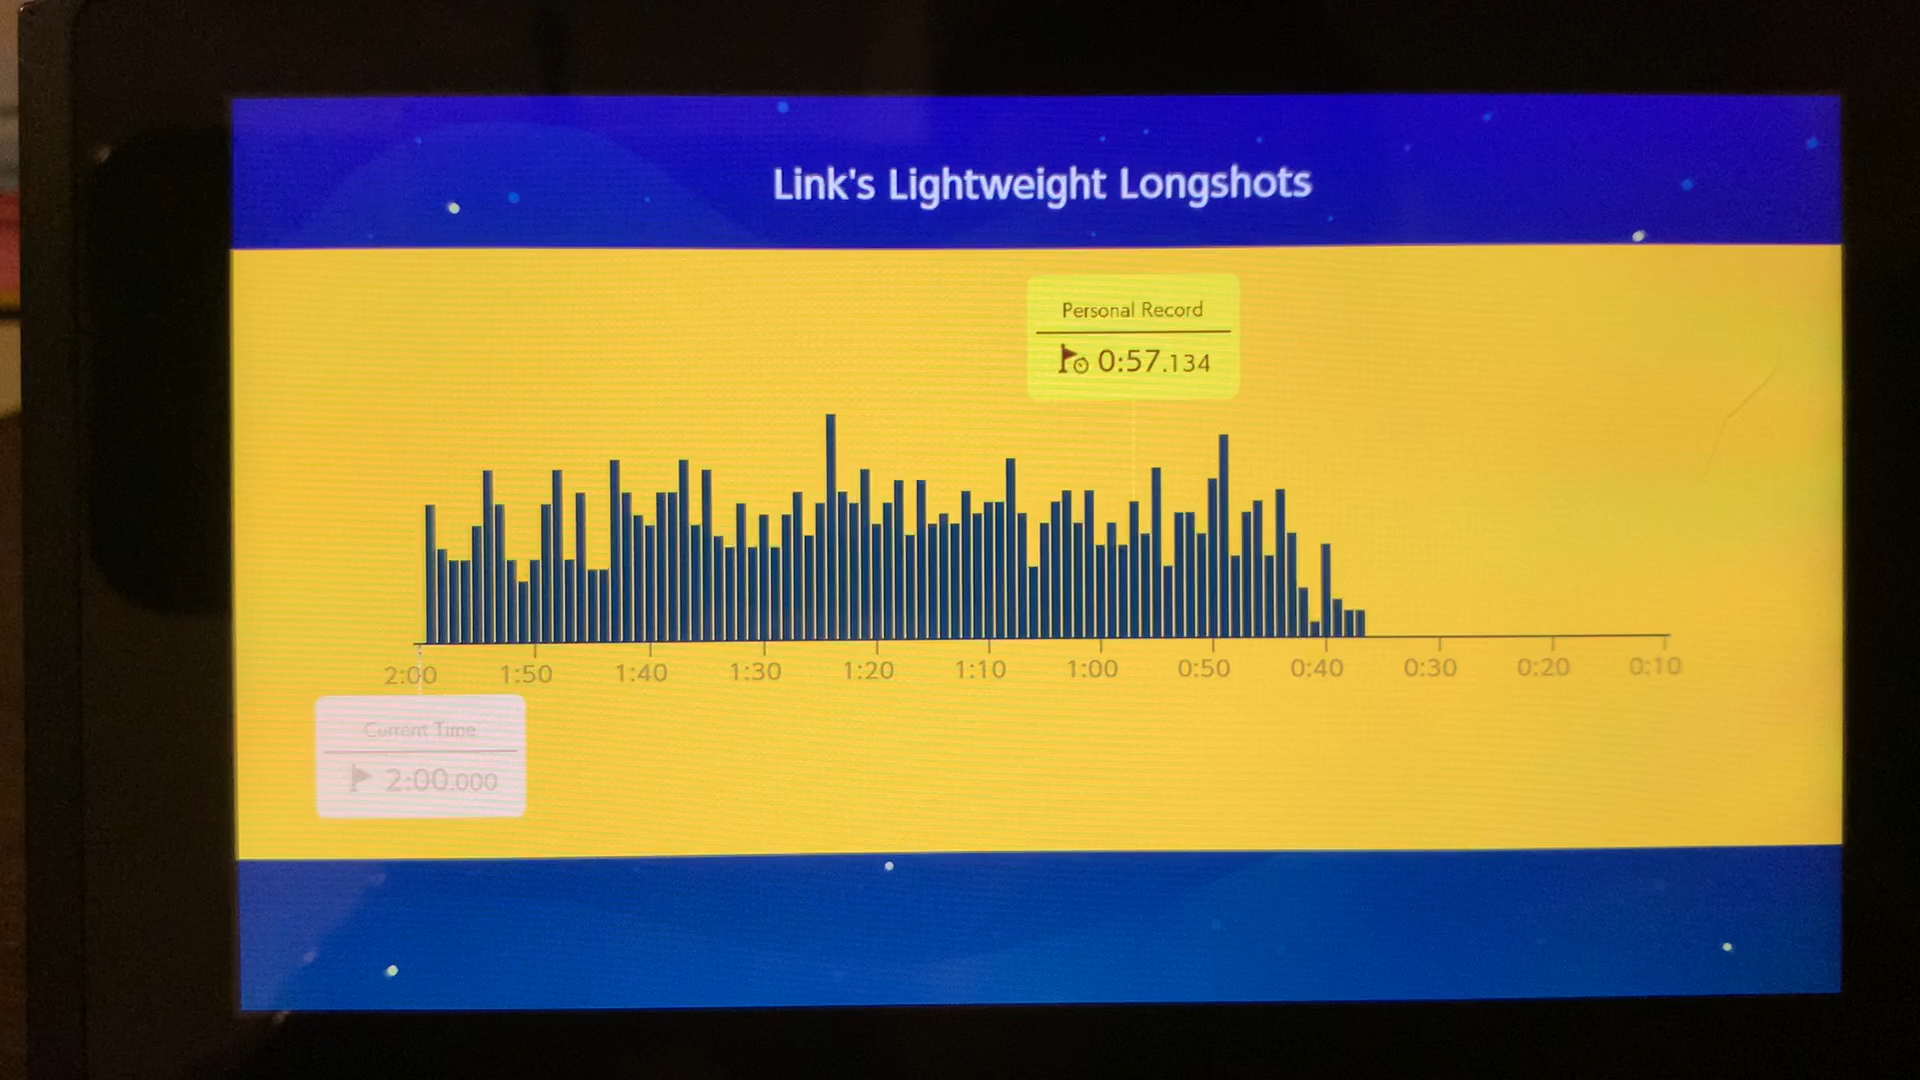 Link's Lightweight Longshots
Personal Record
0:57.134
2:00 1:50 1:40 1:30 1:20 1:10 1:00 0:50 0:40 0:30 0:20 0:10
Current Time
2:00.000